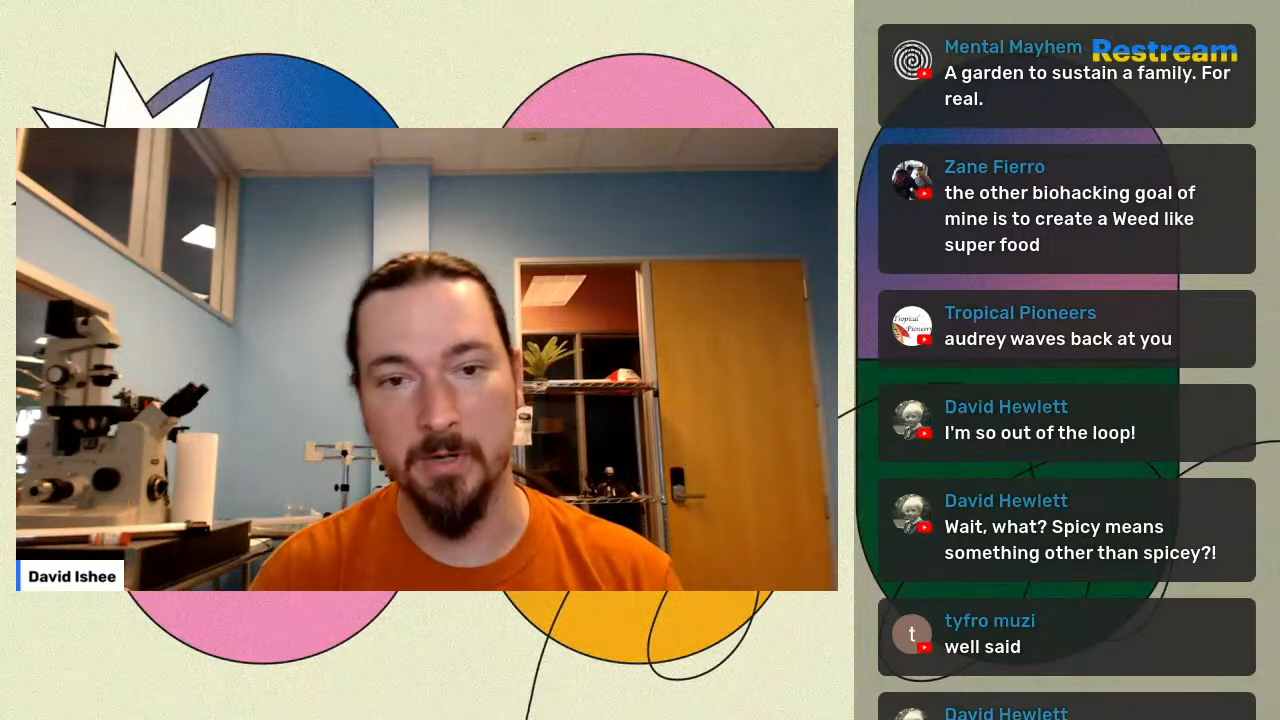 Mental Mayhem
Restream
A garden to sustain a family. For
real.
Zane Fierro
the other biohacking goal of
mine is to create a Weed like
super food
Tropical Pioneers
audrey waves back at you
Tropical
Pioneers
David Hewlett
I'm so out of the loop!
David Hewlett
Wait, what? Spicy means
something other than spicey?!
tyfro muzi
t
well said
David Hewlett
David Ishee